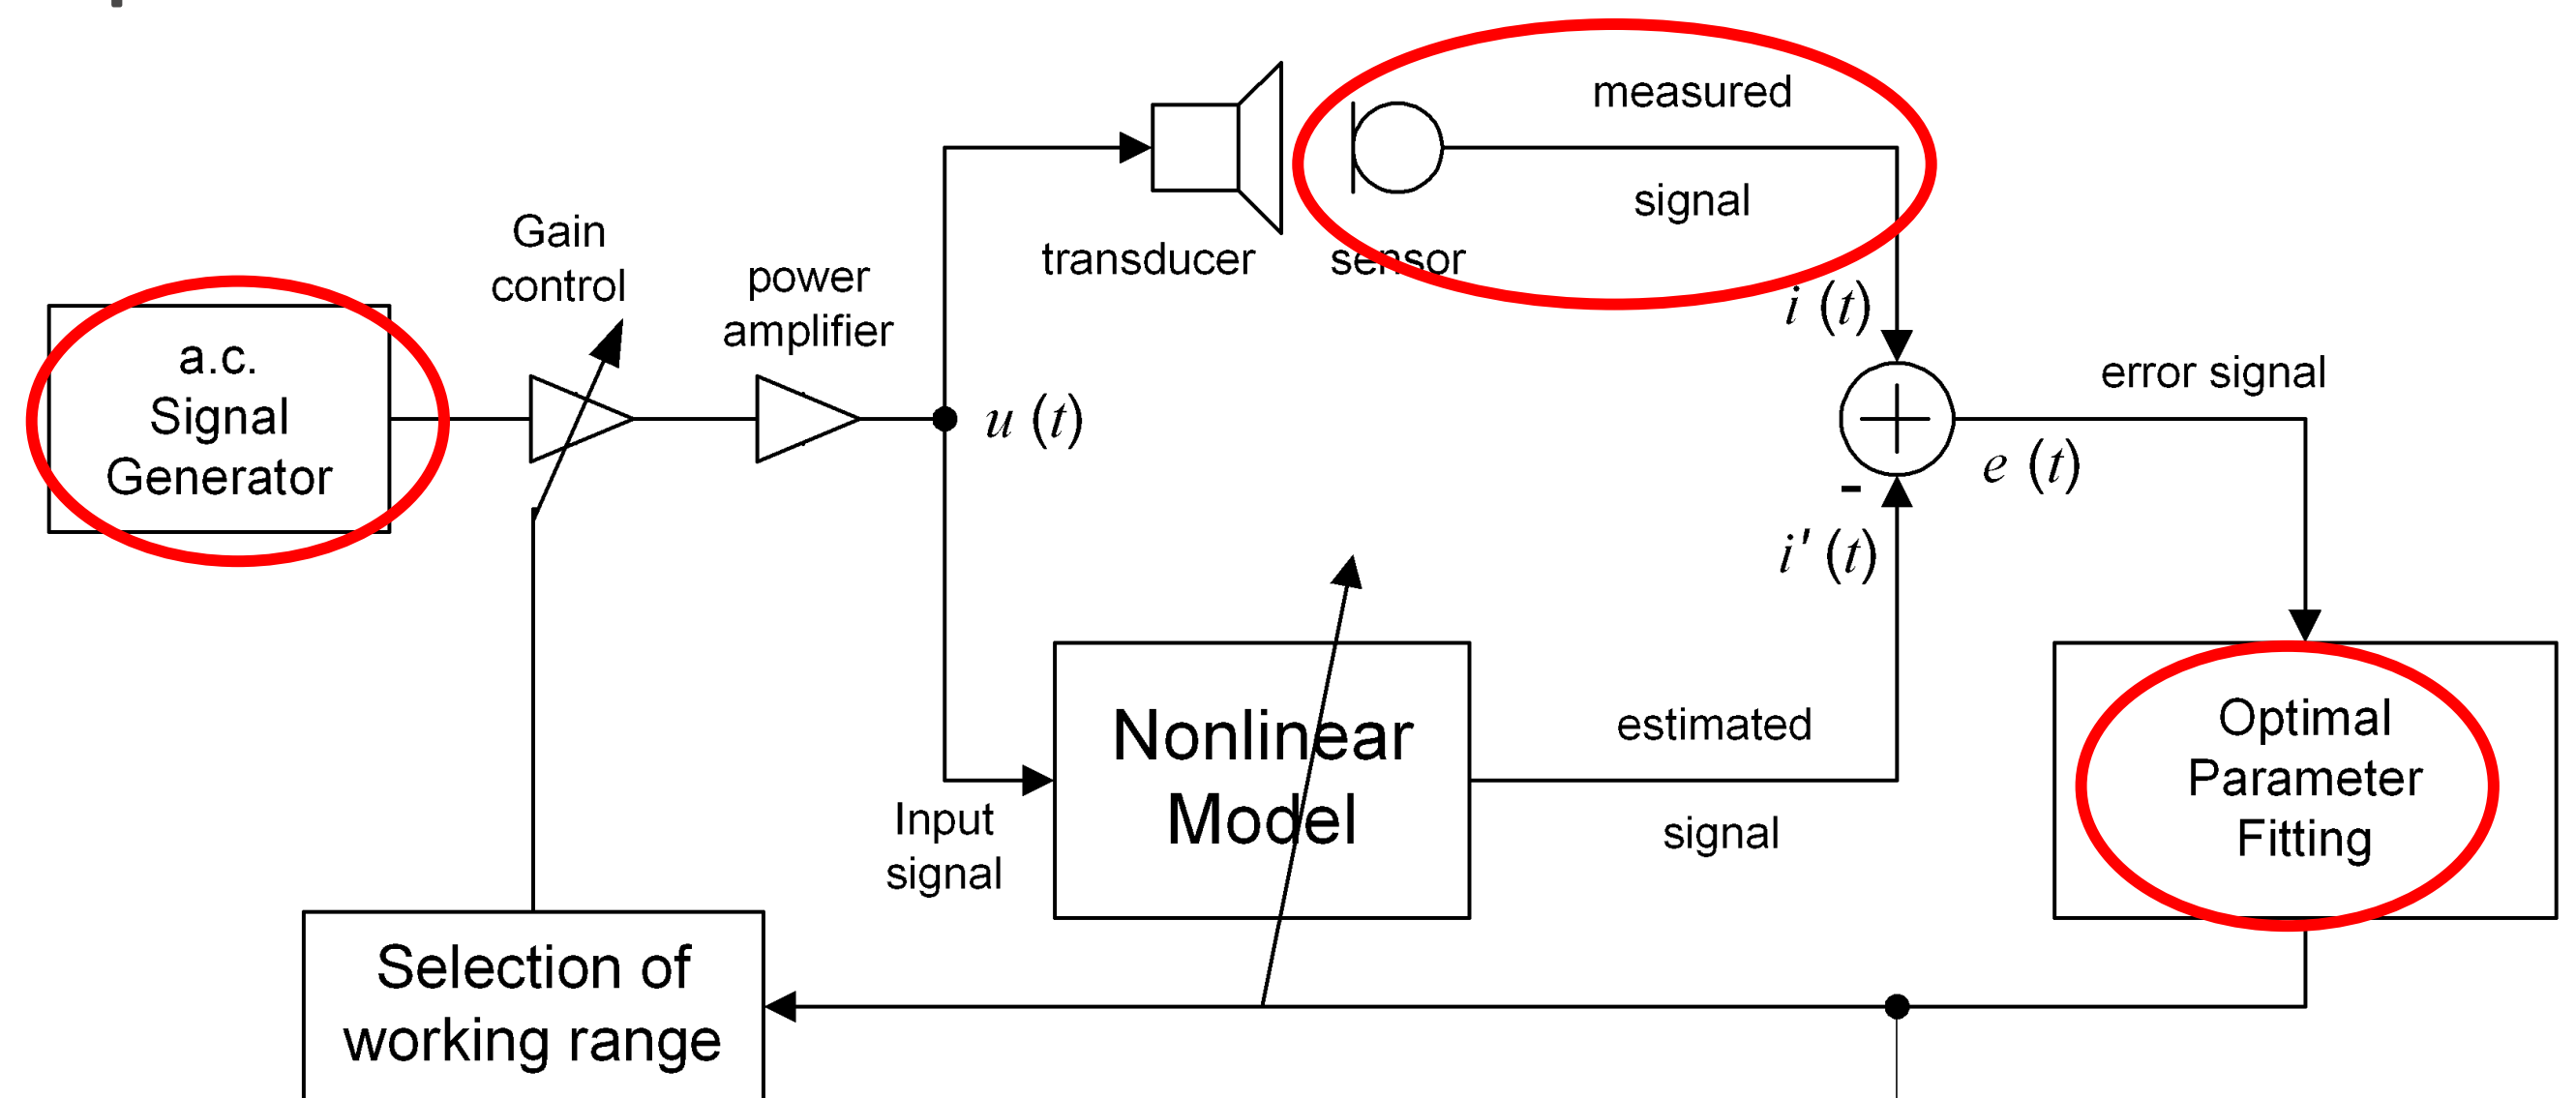 measured
signal
Gain
control
power
amplifier
transducer
sensor
i (t)
a.c.
Signal
Generator
u (t)
error signal
e (t)
-
i' (t)
Nonlinear
Model
estimated
signal
Input
signal
Optimal
Parameter
Fitting
Selection of
working range